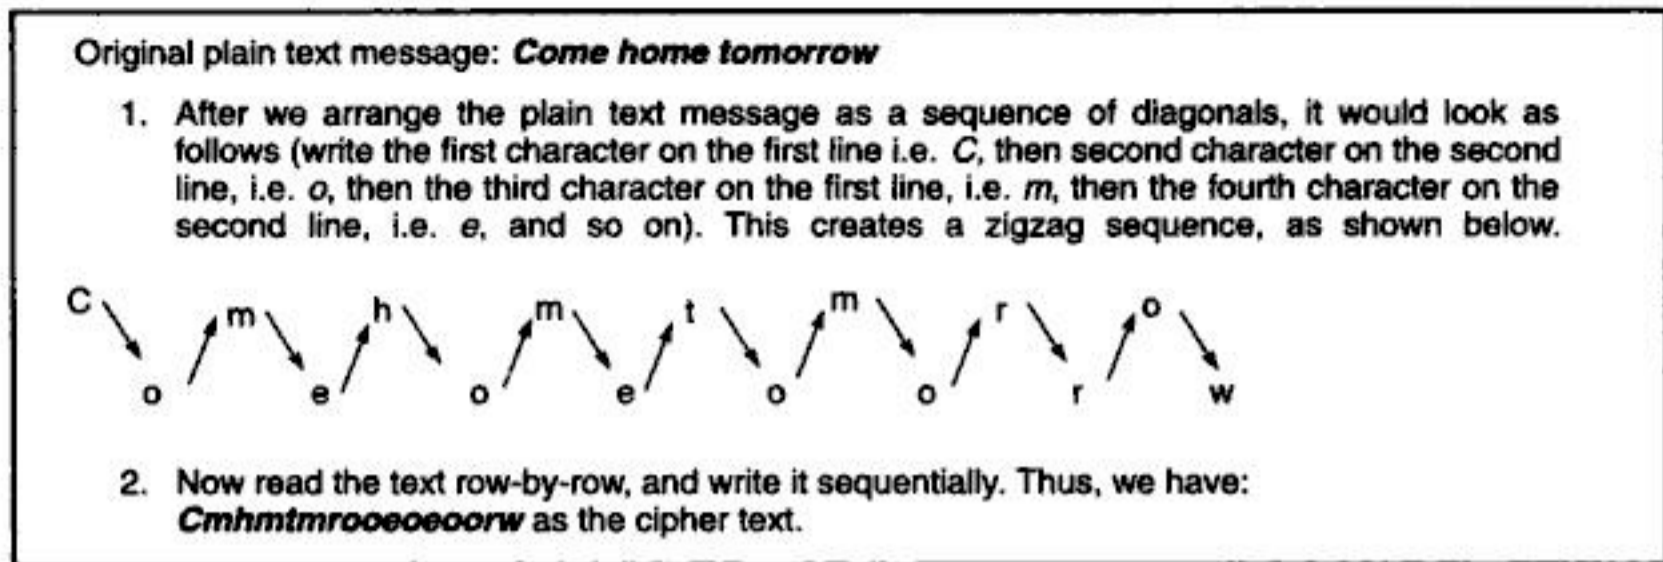 Original plain text message: Come home tomorrow
1. After we arrange the plain text message as a sequence of diagonals, it would look as
follows (write the first character on the first line i.e. C, then second character on the second
line, i.e. o, then the third character on the first line, i.e. m, then the fourth character on the
second line, i.e. e, and so on). This creates a zigzag sequence, as shown below.
C m h m t m r o
o e o e o o r w
2. Now read the text row-by-row, and write it sequentially. Thus, we have:
Cmhmtmrooeoeoorw as the cipher text.